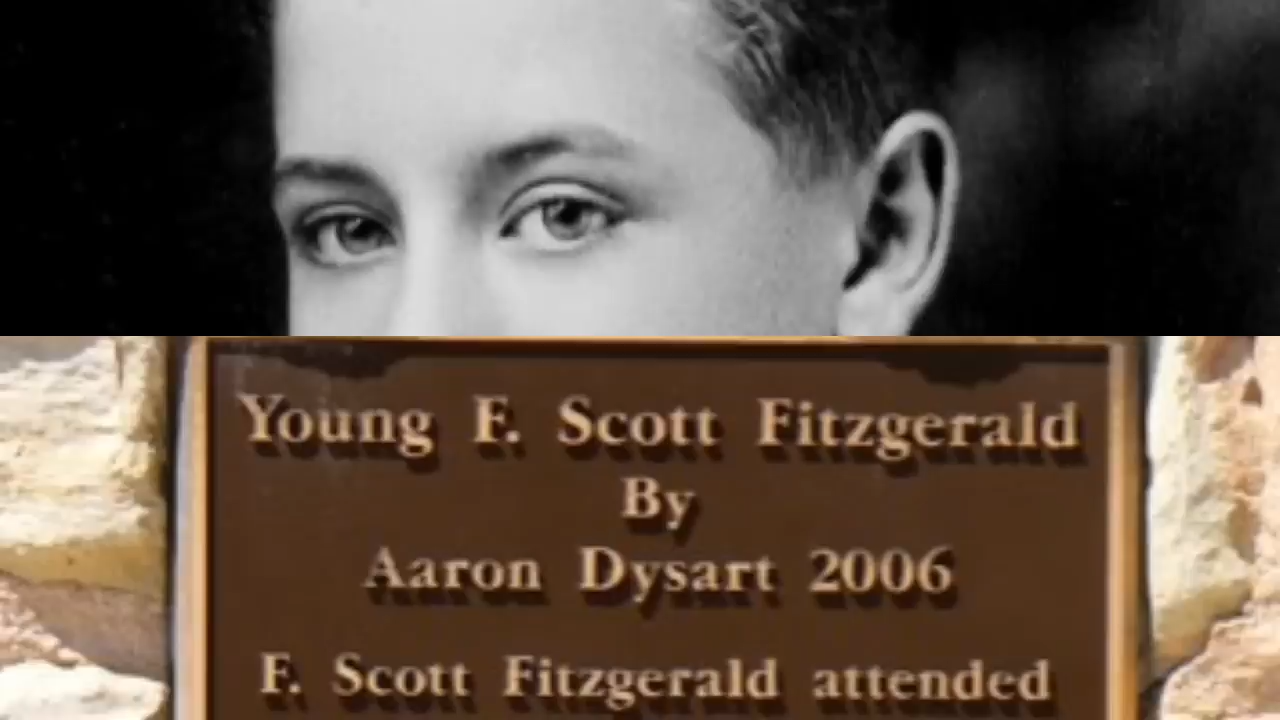 Young F. Scott Fitzgerald
By
Aaron Dysart 2006
F. Scott Fitzgerald attended